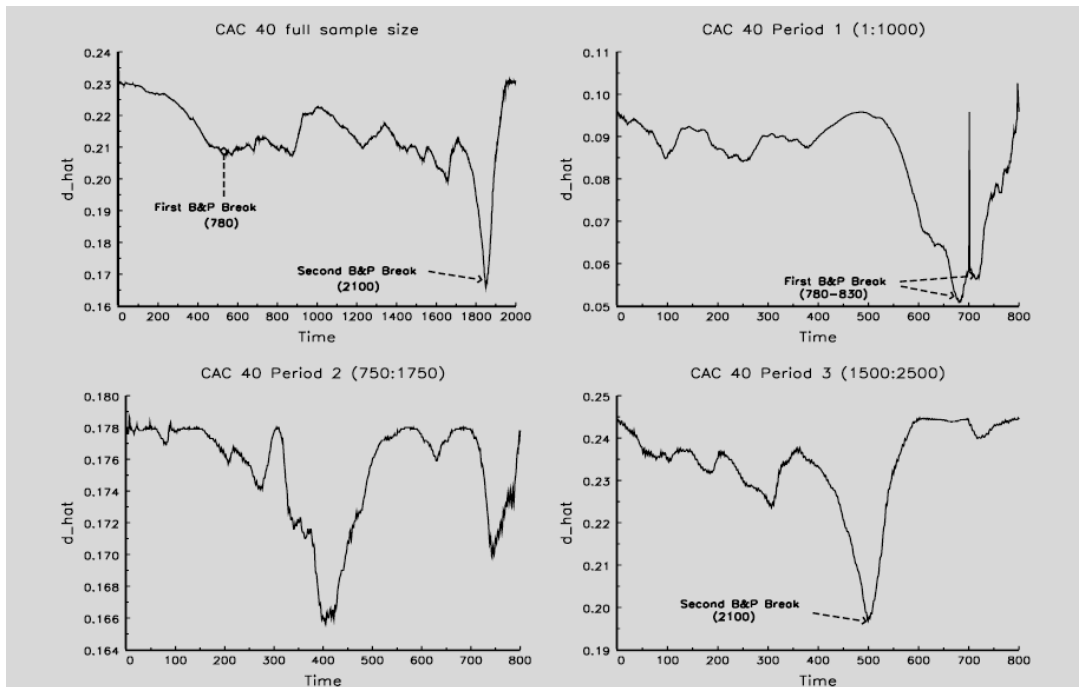 CAC 40 full sample size
0.24
0.23
0.22
0.21
0.20
0.19
0.18
0.17
0.16
d_hat
First B&P Break
(780)
Second B&P Break
(2100)
0 200 400 600 800 1000 1200 1400 1600 1800 2000
Time
CAC 40 Period 1 (1:1000)
0.11
0.10
0.09
0.08
0.07
0.06
0.05
d_hat
First B&P Break
(780-830)
0 100 200 300 400 500 600 700 800
Time
CAC 40 Period 2 (750:1750)
0.180
0.178
0.176
0.174
0.172
0.170
0.168
0.166
0.164
d_hat
0 100 200 300 400 500 600 700 800
Time
CAC 40 Period 3 (1500:2500)
0.25
0.24
0.23
0.22
0.21
0.20
0.19
d_hat
Second B&P Break
(2100)
0 100 200 300 400 500 600 700 800
Time